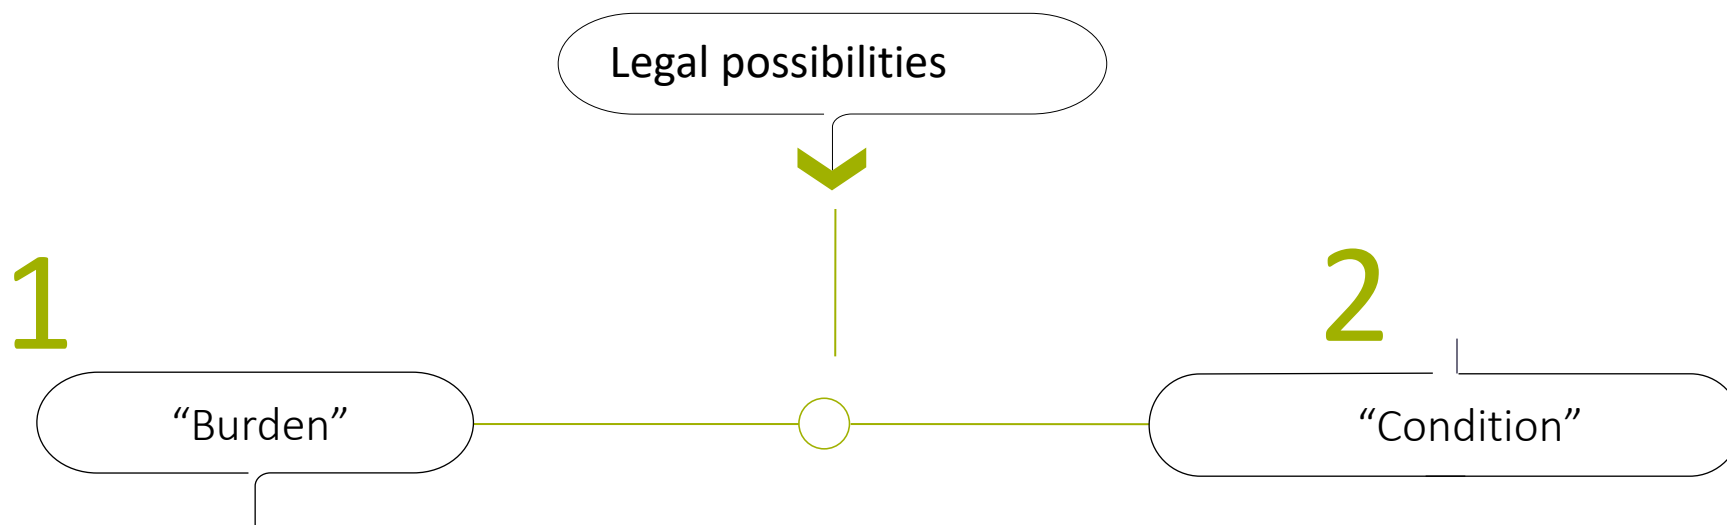 Legal possibilities
1
2
“Burden”
“Condition”